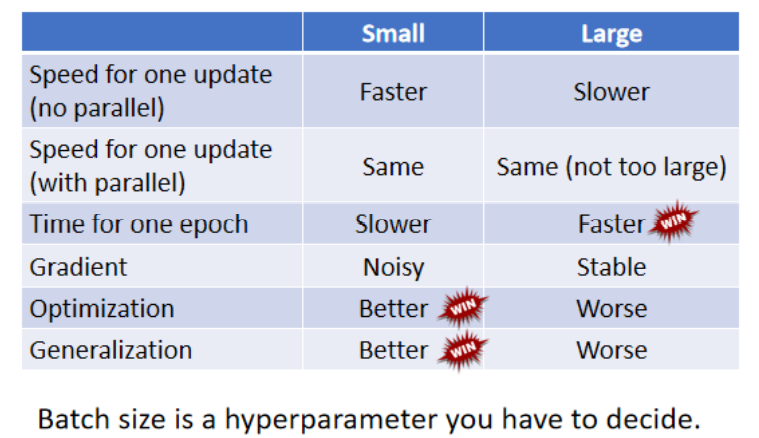 Small Large
Speed for one update
(no parallel) Faster Slower
Speed for one update
(with parallel) Same Same (not too large)
Time for one epoch Slower Faster WIN
Gradient Noisy Stable
Optimization Better WIN Worse
Generalization Better WIN Worse
Batch size is a hyperparameter you have to decide.